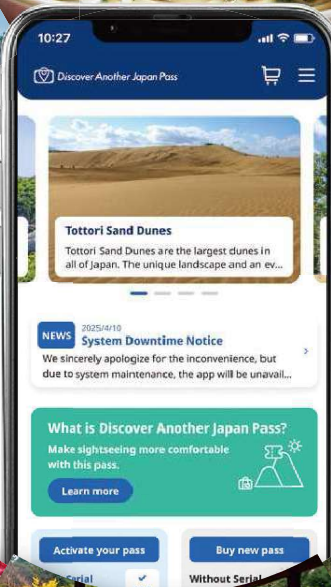 10:27
Discover Another Japan Pass
Tottori Sand Dunes
Tottori Sand Dunes are the largest dunes in
all of Japan. The unique landscape and an ev...
NEWS
2025/4/10
System Downtime Notice
We sincerely apologize for the inconvenience, but
due to system maintenance, the app will be unavail...
What is Discover Another Japan Pass?
Make sightseeing more comfortable
with this pass.
Learn more
Activate your pass
Buy new pass
Serial
Without Serial